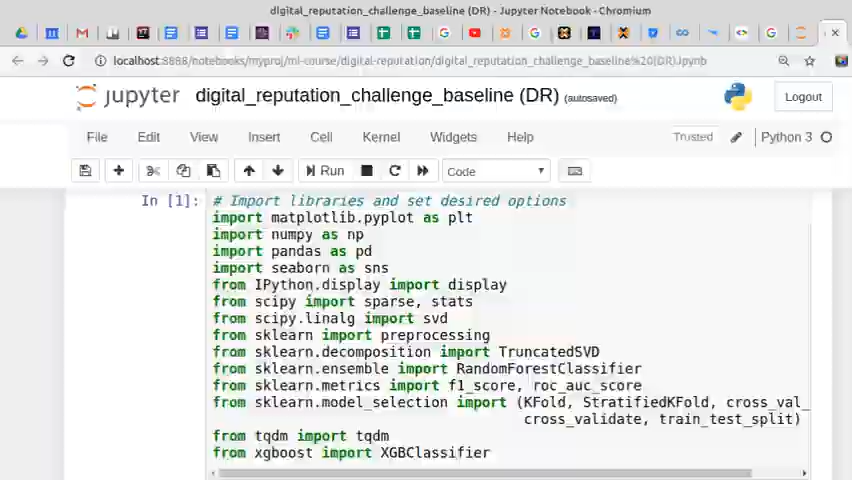 digital_reputation_challenge_baseline (DR) - Jupyter Notebook - Chromium
localhost:8888/notebooks/myproj/ml-course/digital-reputation/digital_reputation_challenge_baseline%20(DR).ipynb
jupyter digital_reputation_challenge_baseline (DR) (autosaved) Logout
File Edit View Insert Cell Kernel Widgets Help Trusted Python 3
Run Code
In [1]: # Import libraries and set desired options
import matplotlib.pyplot as plt
import numpy as np
import pandas as pd
import seaborn as sns
from IPython.display import display
from scipy import sparse, stats
from scipy.linalg import svd
from sklearn import preprocessing
from sklearn.decomposition import TruncatedSVD
from sklearn.ensemble import RandomForestClassifier
from sklearn.metrics import f1_score, roc_auc_score
from sklearn.model_selection import (KFold, StratifiedKFold, cross_val_
cross_validate, train_test_split)
from tqdm import tqdm
from xgboost import XGBClassifier